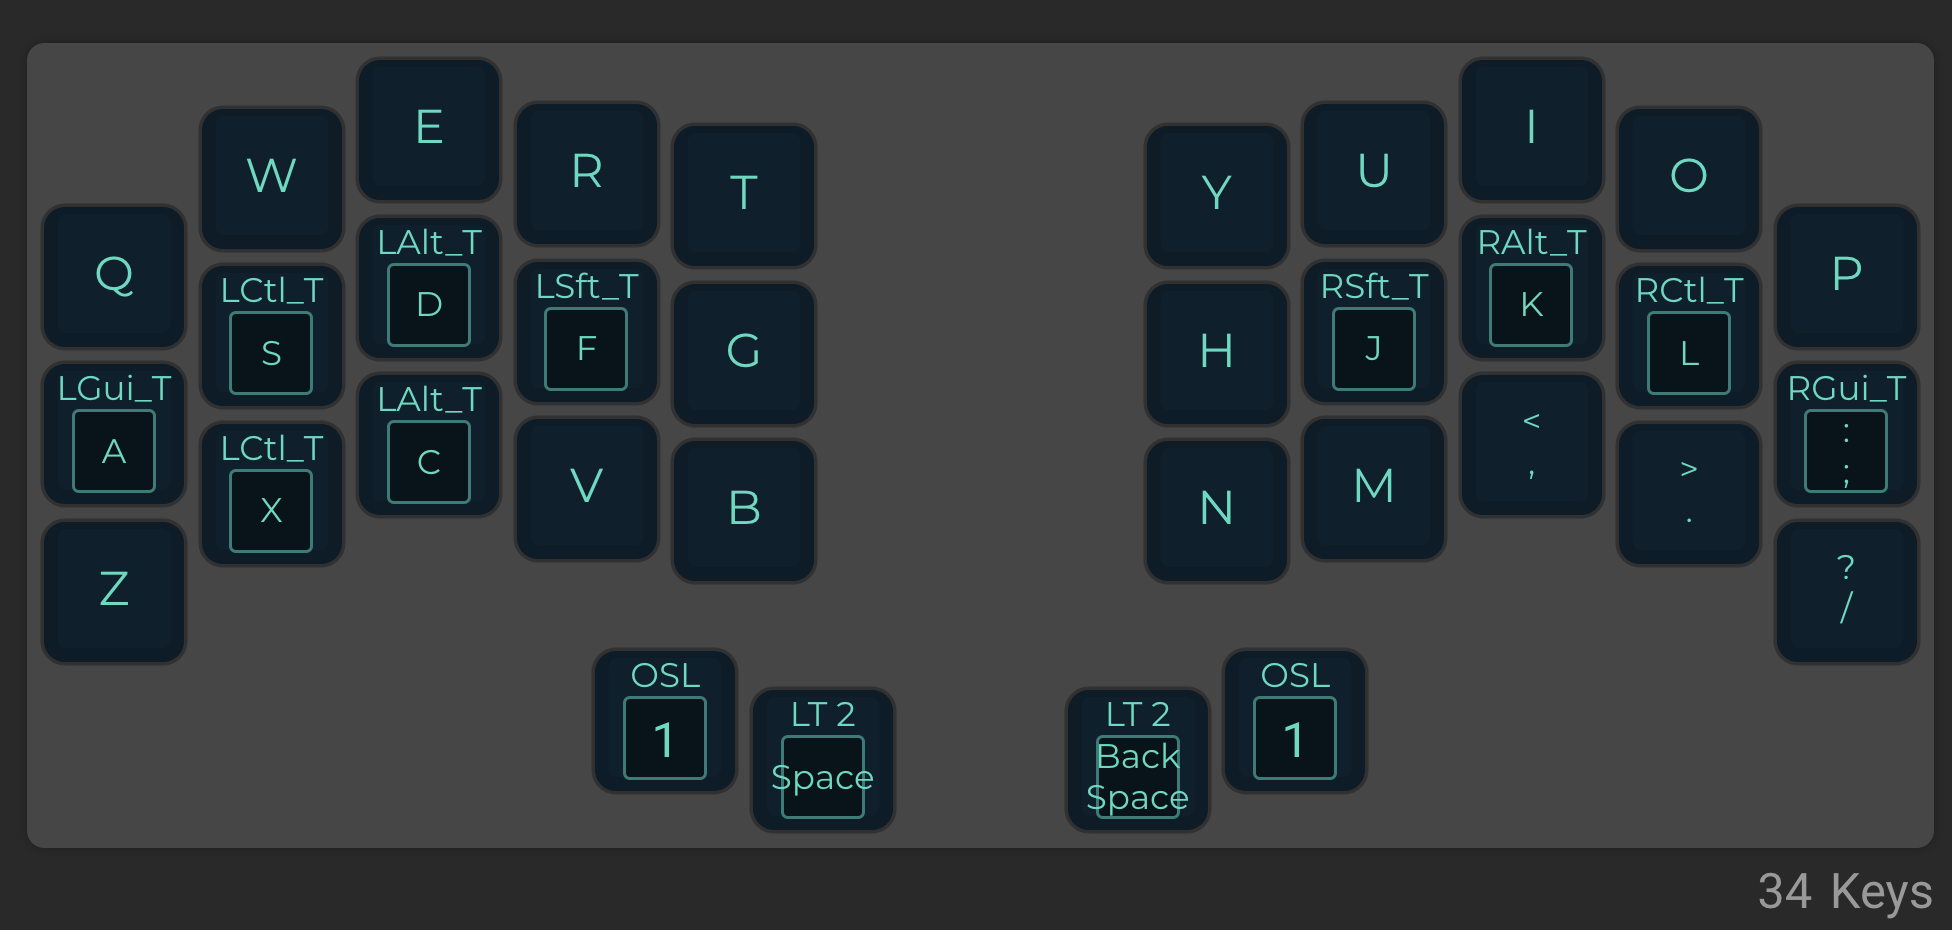 Q
W
E
R
T
Y
U
I
O
P
LGui_T
A
LCtl_T
S
LAlt_T
D
LSft_T
F
G
H
RSft_T
J
RAlt_T
K
RCtl_T
L
RGui_T
:
;
Z
LCtl_T
X
LAlt_T
C
V
B
N
M
<
,
>
.
?
/
OSL
1
LT 2
Space
LT 2
Back
Space
OSL
1
34 Keys